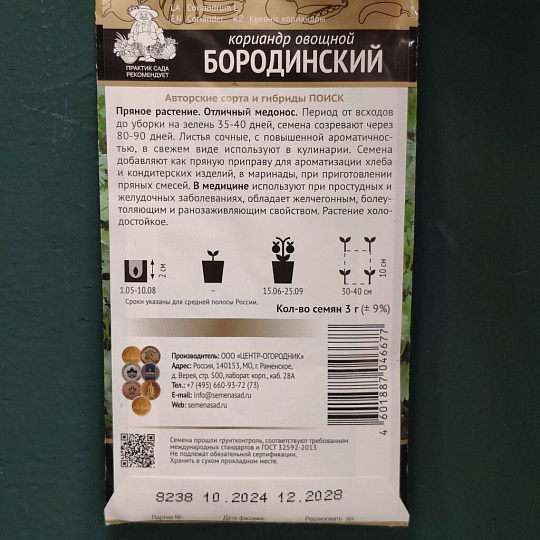 LA Coriandrum L.
EN Coriander KZ Көкөніс кориандры
ПРАКТИК САДА
РЕКОМЕНДУЕТ
кориандр овощной
БОРОДИНСКИЙ
Авторские сорта и гибриды ПОИСК
Пряное растение. Отличный медонос. Период от всходов
до уборки на зелень 35-40 дней, семена созревают через
80-90 дней. Листья сочные, с повышенной ароматичнос-
тью, в свежем виде используют в кулинарии. Семена
добавляют как пряную приправу для ароматизации хлеба
и кондитерских изделий, в маринады, при приготовлении
пряных смесей. В медицине используют при простудных и
желудочных заболеваниях, обладает желчегонным, болеу-
толяющим и ранозаживляющим свойством. Растение холо-
достойкое.
2 см
10 см
1.05-10.08
–
15.06-25.09
30-40 см
Сроки указаны для средней полосы России.
Кол-во семян 3 г (± 9%)
Производитель: ООО «ЦЕНТР-ОГОРОДНИК»
Адрес: Россия, 140153, МО, г. Раменское,
д. Верея, стр. 500, лаборат. корп., каб. 28А
Тел.: +7 (495) 660-93-72 (73)
E-mail: info@semenasad.ru
Web: semenasad.ru
4 601887 046677
Семена прошли грунтконтроль, соответствуют требованиям
международных стандартов и ГОСТ 32592-2013
Не подлежат обязательной сертификации.
Хранить в сухом прохладном месте.
8238 10.2024 12.2028
Партия №: Дата фасовки: Реализовать до: